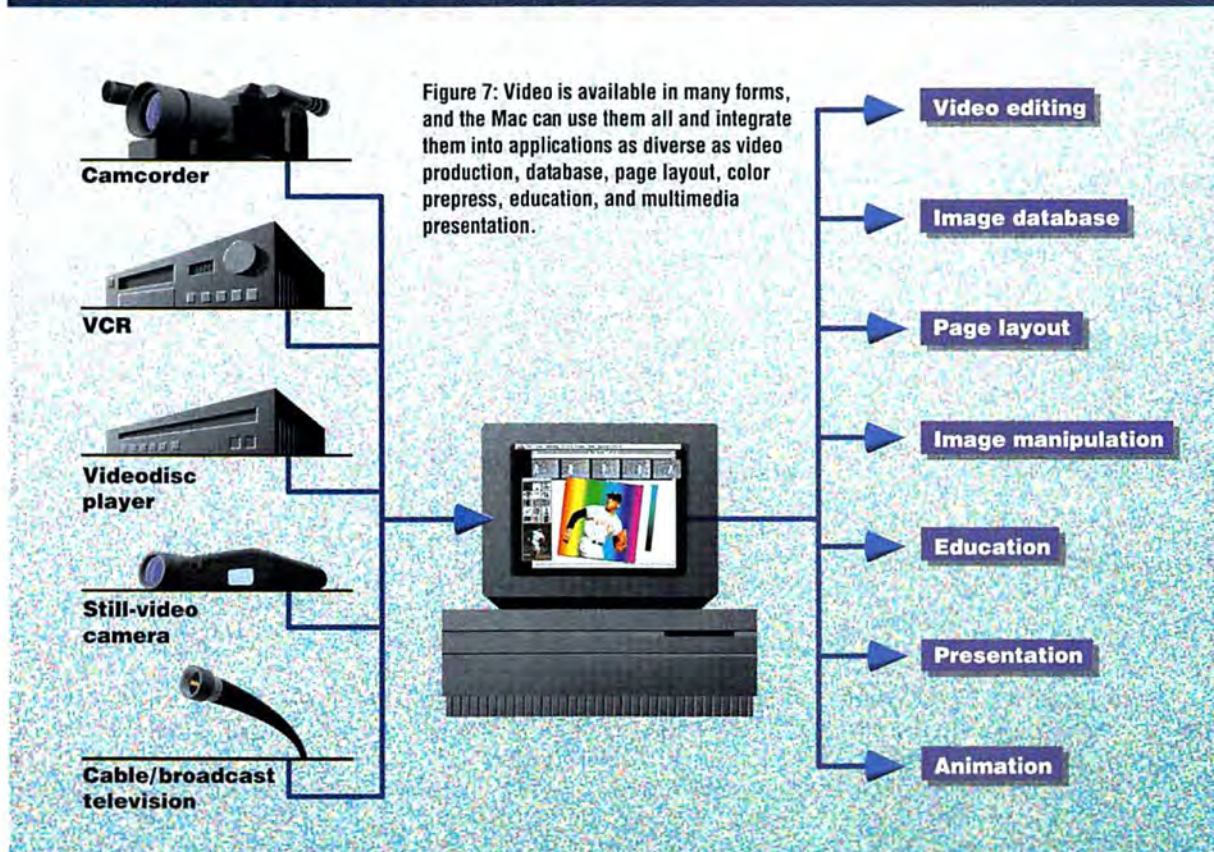 Figure 7: Video is available in many forms,
and the Mac can use them all and integrate
them into applications as diverse as video
production, database, page layout, color
prepress, education, and multimedia
presentation.
Camcorder
VCR
Videodisc
player
Still-video
camera
Cable/broadcast
television
Video editing
Image database
Page layout
Image manipulation
Education
Presentation
Animation